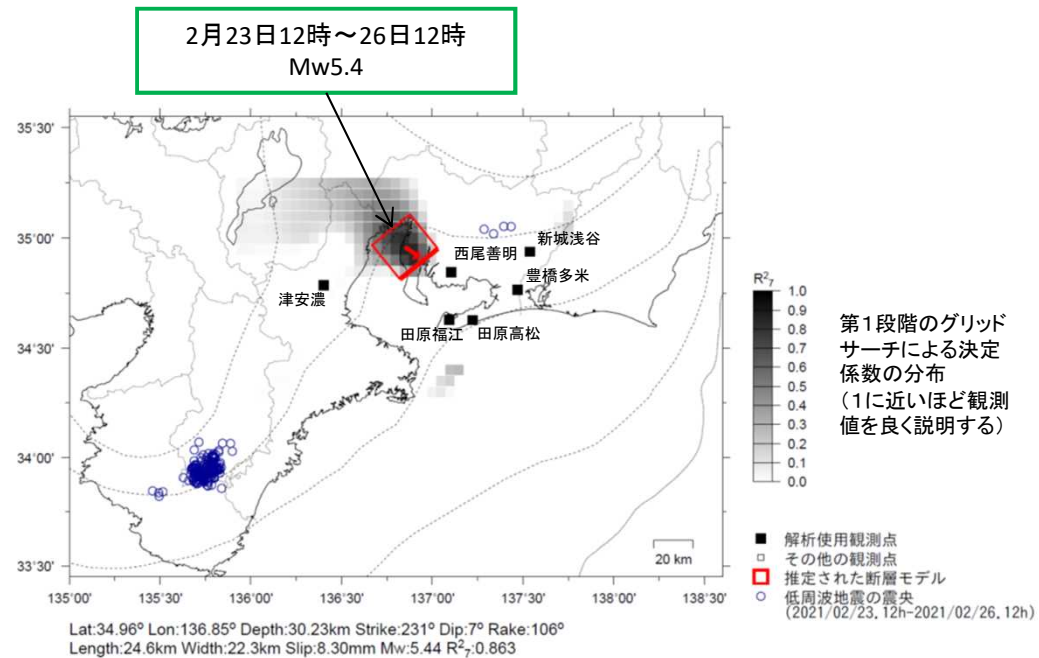 2月23日12時～26日12時
Mw5.4
35°30'
35°00'
34°30'
34°00'
33°30'
135°00'
135°30'
136°00'
136°30'
137°00'
137°30'
138°00'
138°30'
新城浅谷
西尾善明
豊橋多米
津安濃
田原福江
田原高松
20 km
R²₇
1.0
0.9
0.8
0.7
0.6
0.5
0.4
0.3
0.2
0.1
0.0
第１段階のグリッド
サーチによる決定
係数の分布
（１に近いほど観測
値を良く説明する）
解析使用観測点
その他の観測点
推定された断層モデル
低周波地震の震央
(2021/02/23,12h-2021/02/26,12h)
Lat:34.96° Lon:136.85° Depth:30.23km Strike:231° Dip:7° Rake:106°
Length:24.6km Width:22.3km Slip:8.30mm Mw:5.44 R²₇:0.863